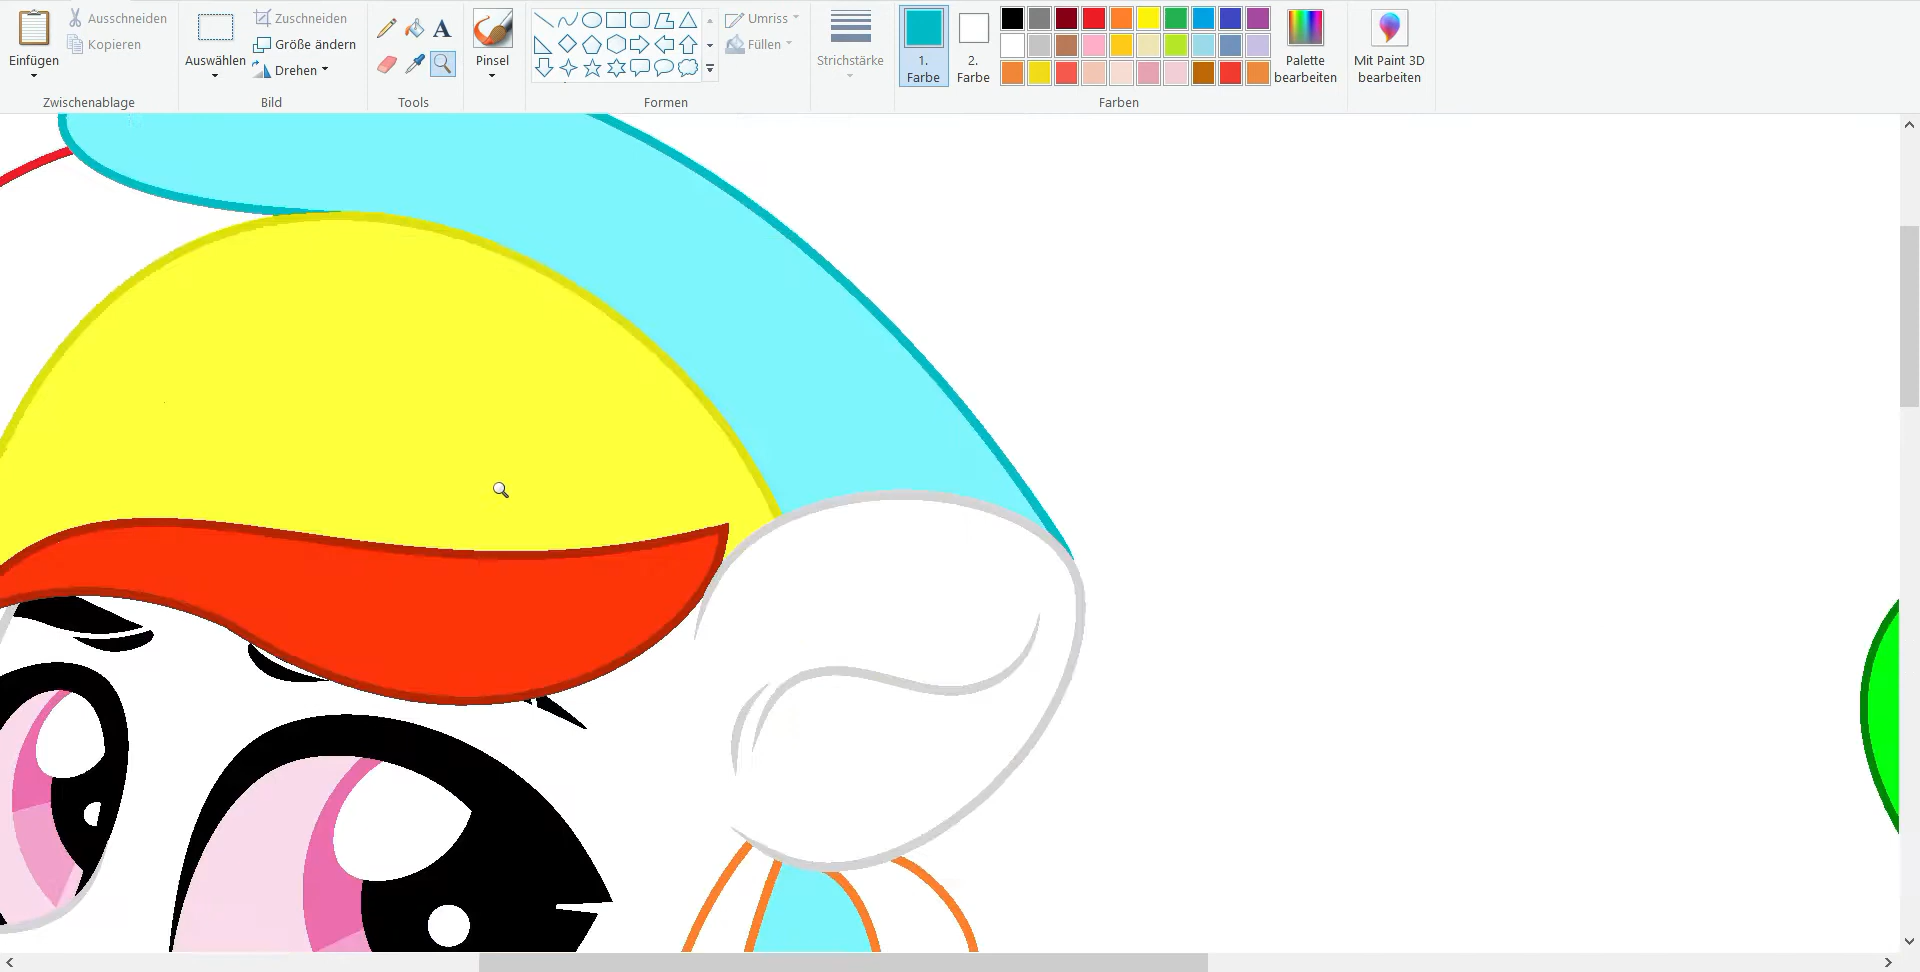 Einfügen
Ausschneiden
Kopieren
Zwischenablage
Auswählen
Zuschneiden
Größe ändern
Drehen
Bild
A
Tools
Pinsel
Umriss
Füllen
Formen
Strichstärke
1.
Farbe
2.
Farbe
Palette
bearbeiten
Farben
Mit Paint 3D
bearbeiten